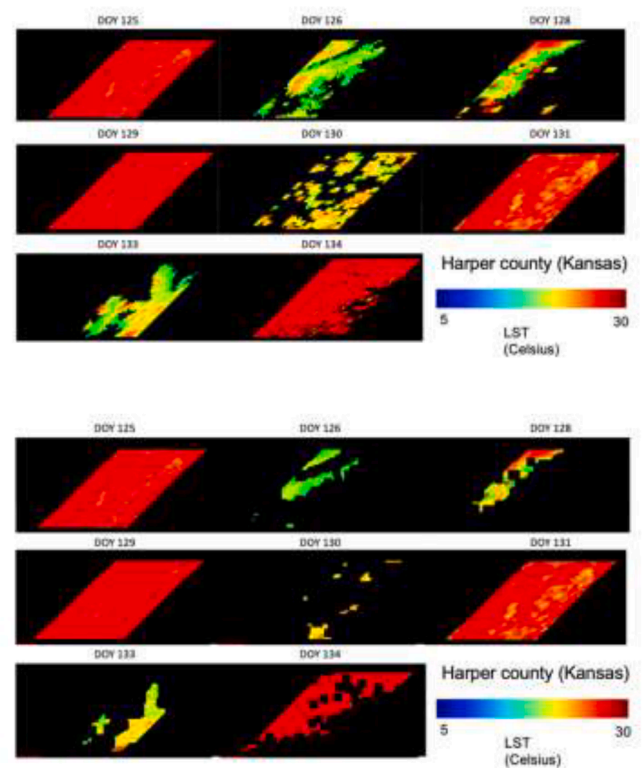 DOY 125 DOY 126 DOY 128
DOY 129 DOY 130 DOY 131
DOY 133 DOY 134
Harper county (Kansas)
5 30
LST
(Celsius)
DOY 125 DOY 126 DOY 128
DOY 129 DOY 130 DOY 131
DOY 133 DOY 134
Harper county (Kansas)
5 30
LST
(Celsius)